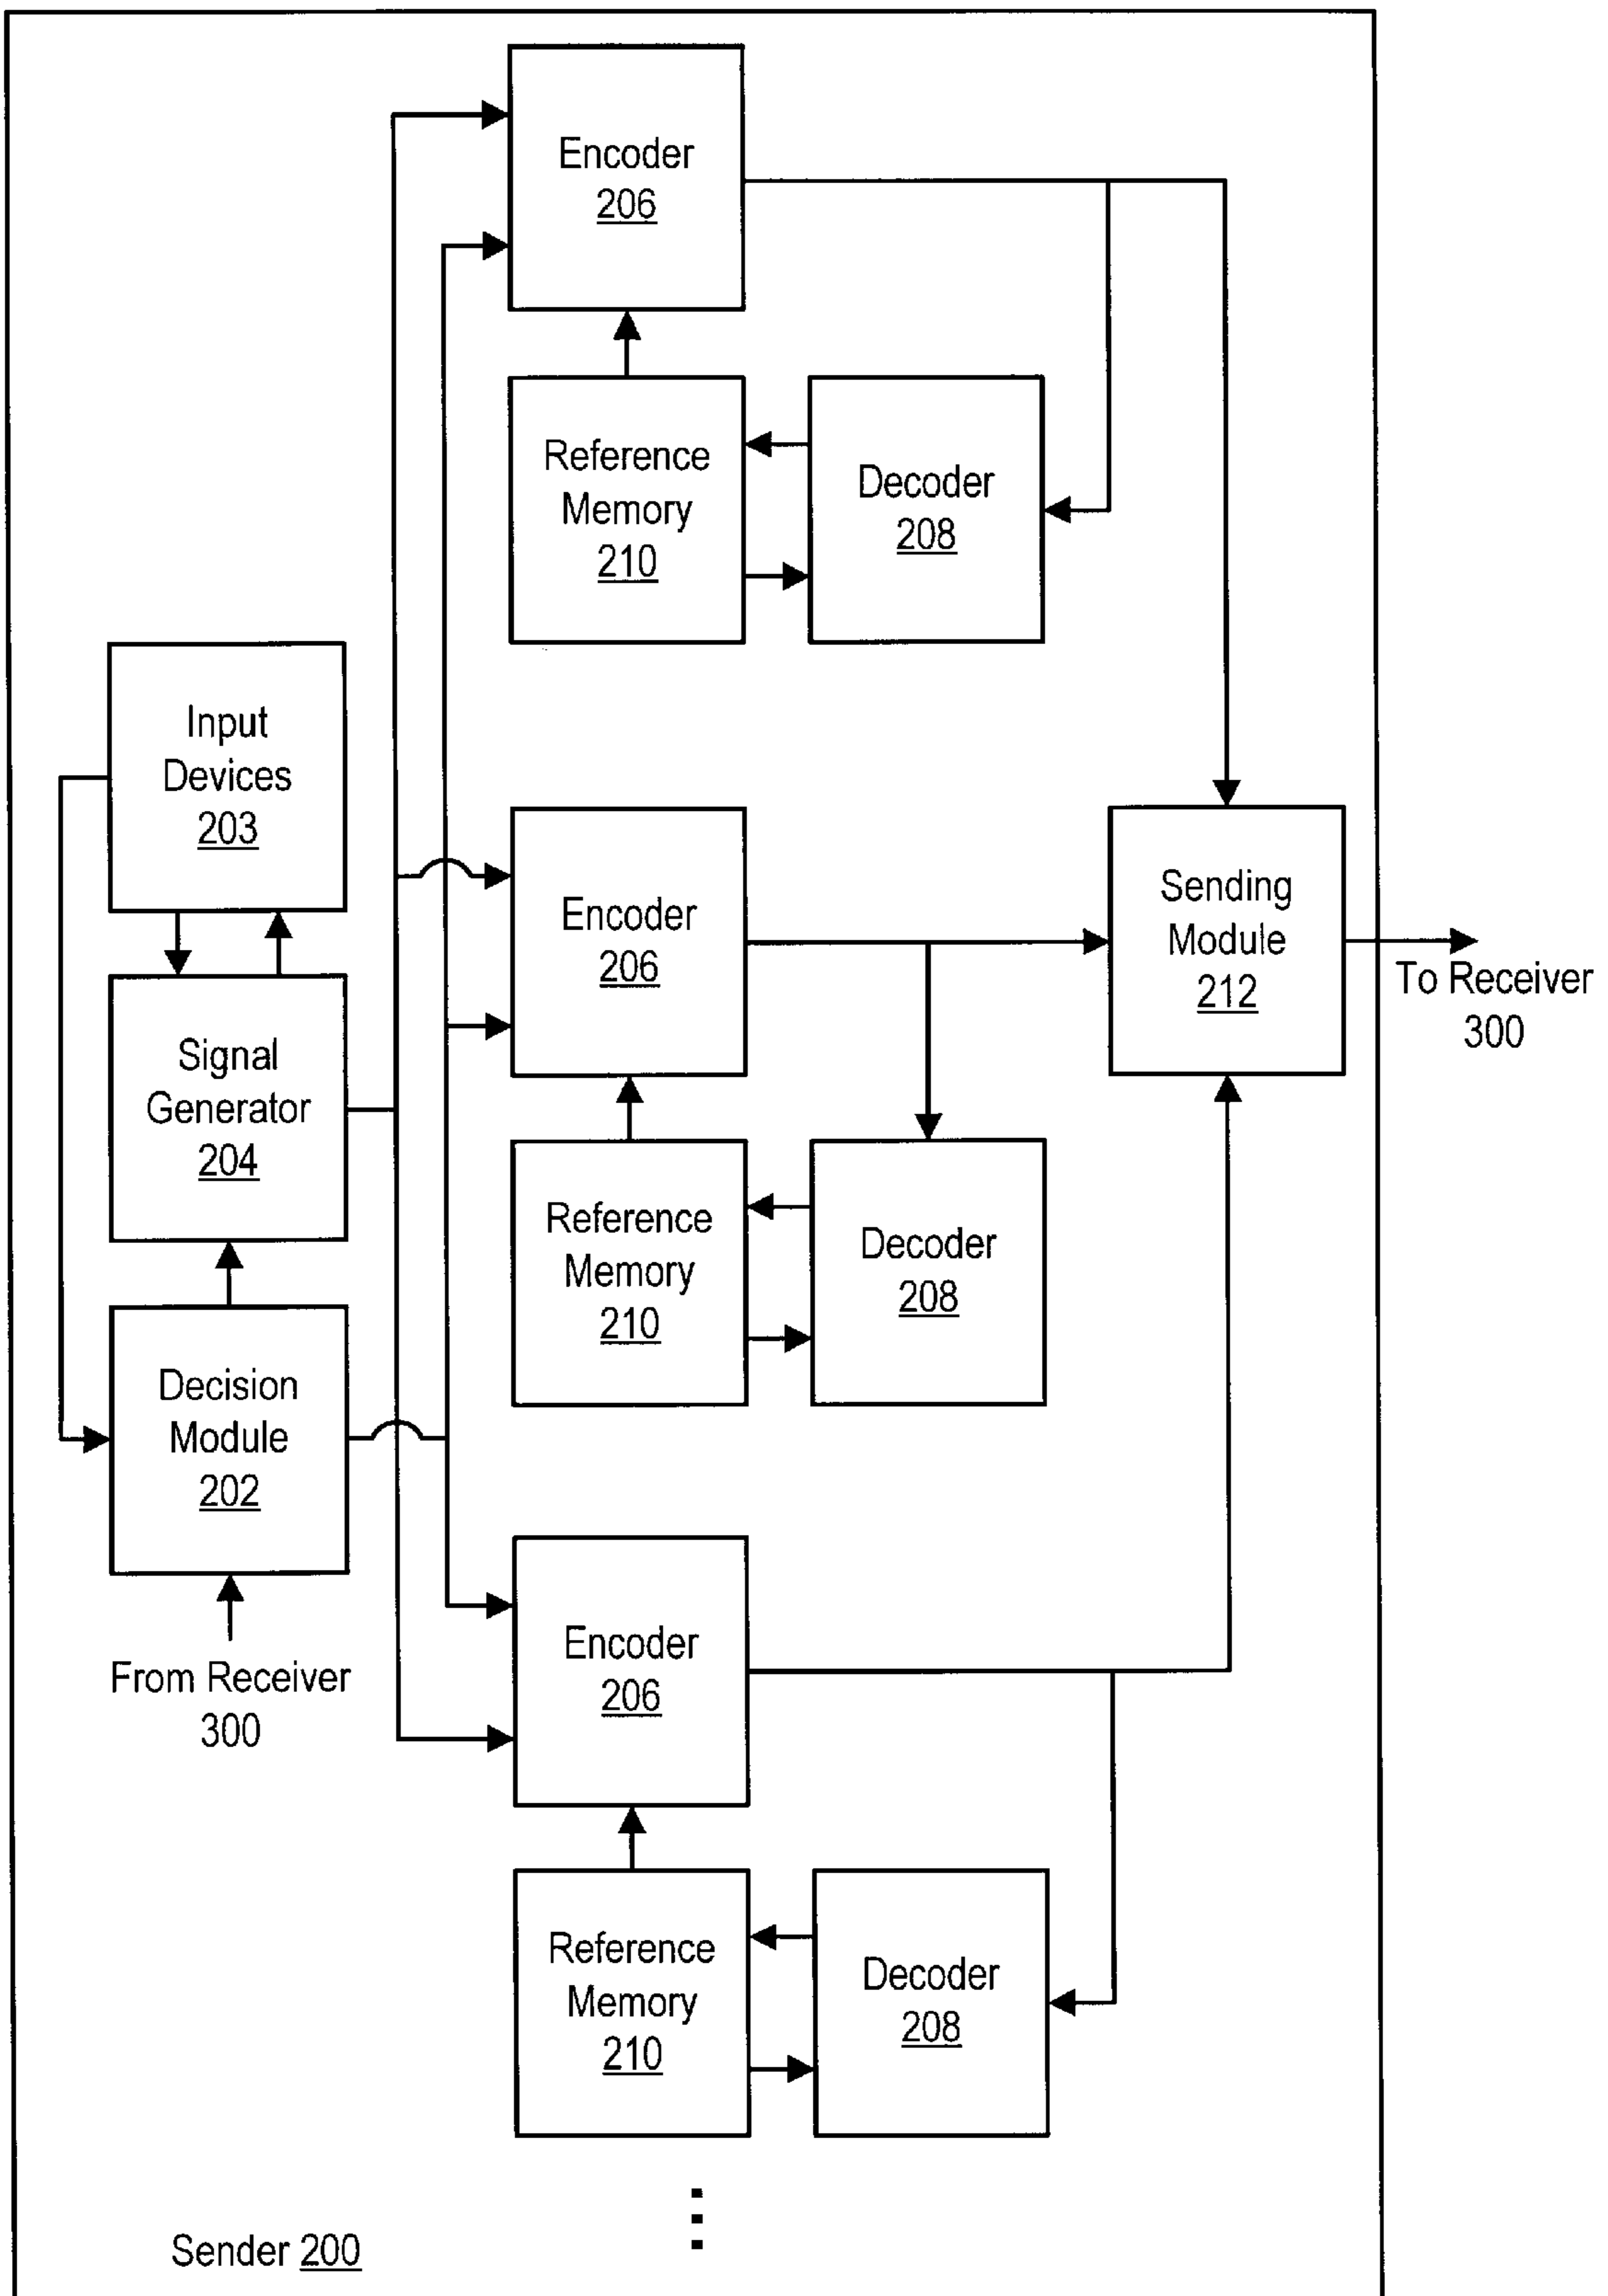 Encoder
206
Reference
Memory
210
Decoder
208
Input
Devices
203
Signal
Generator
204
Decision
Module
202
From Receiver
300
Encoder
206
Reference
Memory
210
Decoder
208
Sending
Module
212
To Receiver
300
Encoder
206
Reference
Memory
210
Decoder
208
Sender 200